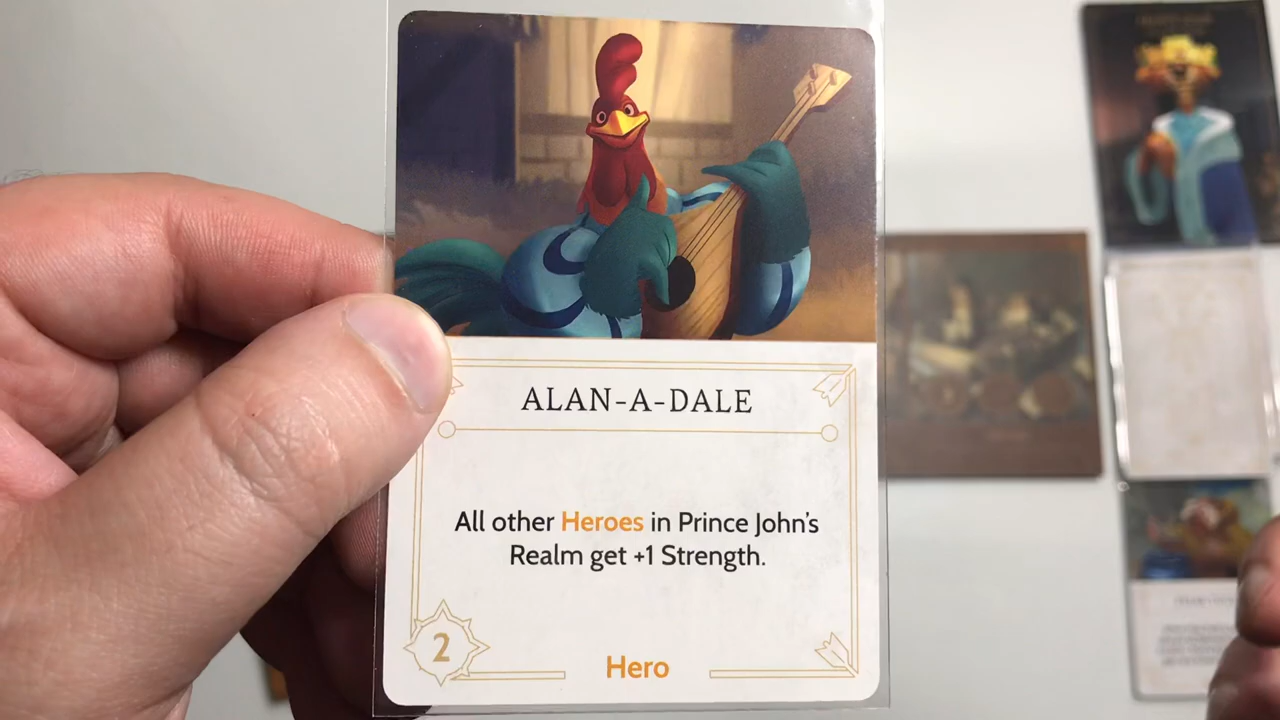 ALAN-A-DALE
All other Heroes in Prince John's
Realm get +1 Strength.
2
Hero